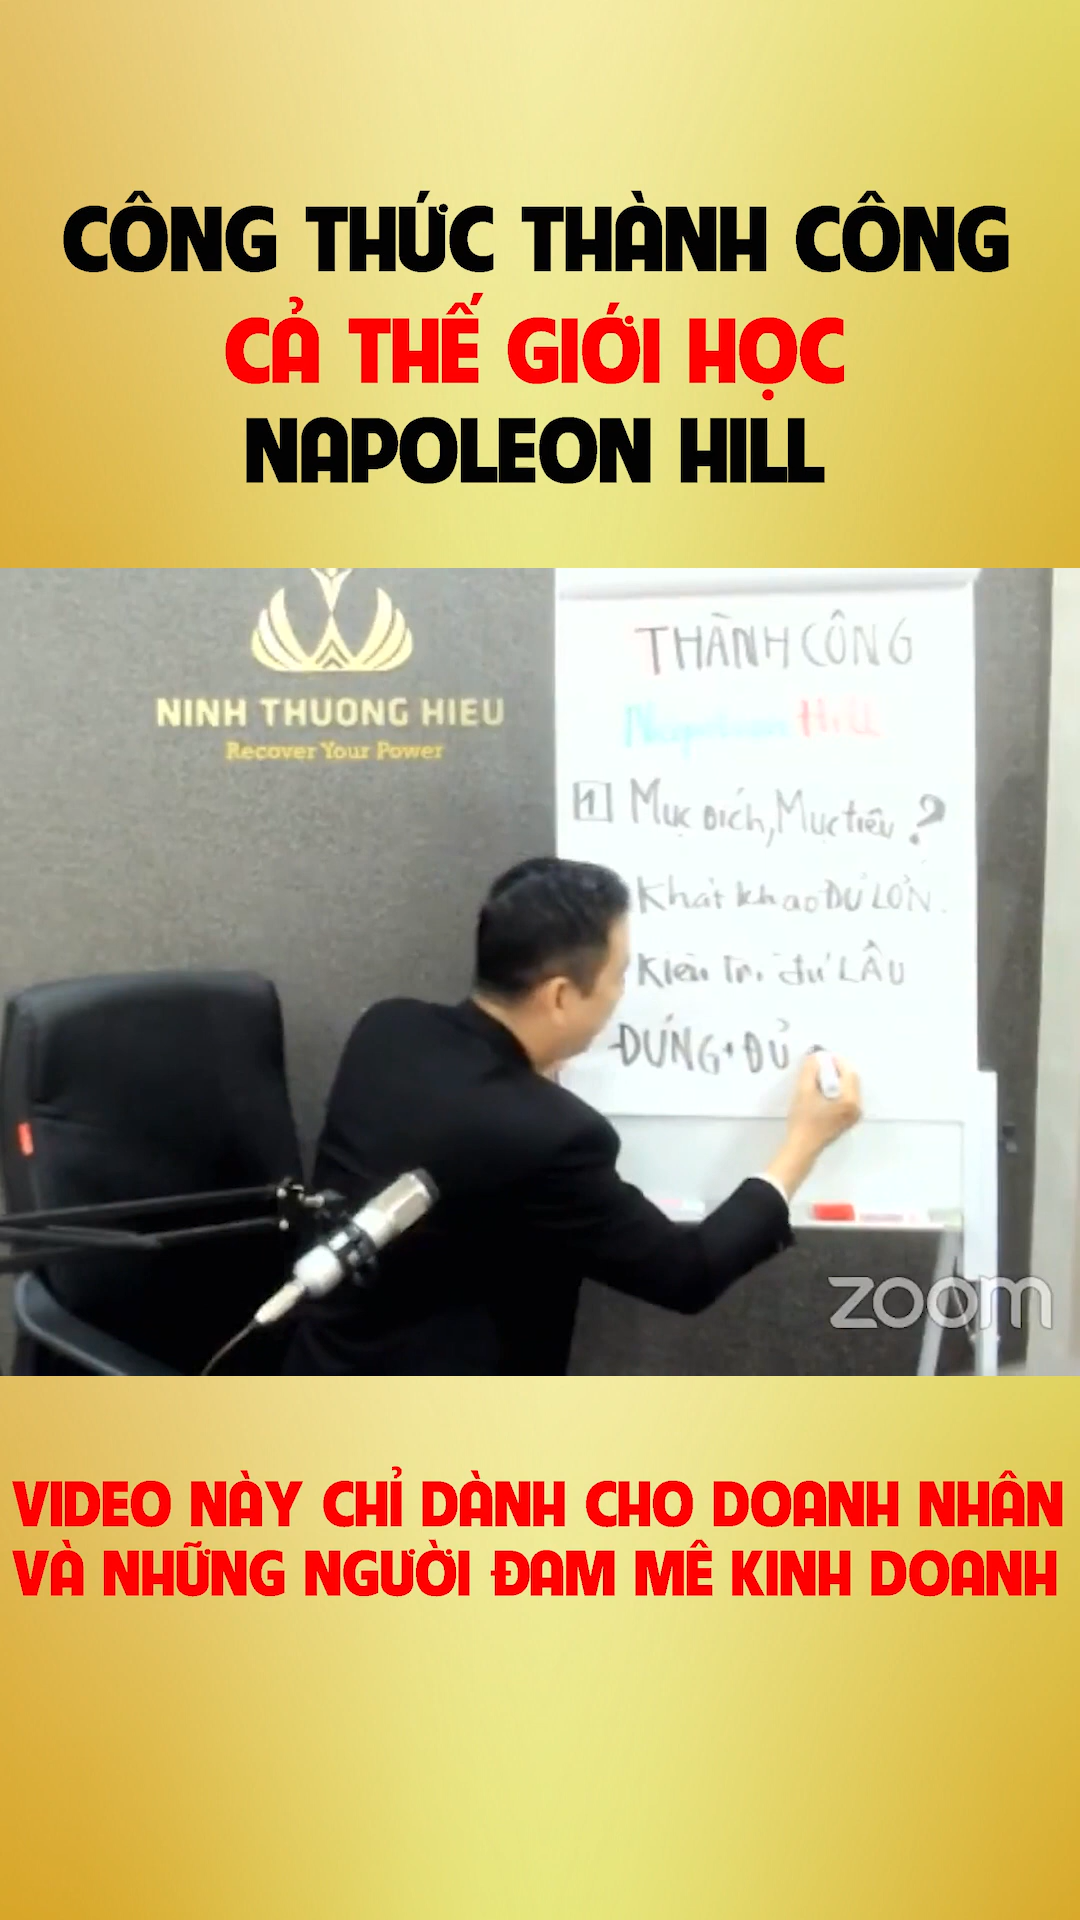 CÔNG THỨC THÀNH CÔNG
CẢ THẾ GIỚI HỌC
NAPOLEON HILL
NINH THUONG HIEU
Recover Your Power
THÀNH CÔNG
Napoleon Hill
1 Mục Đích, Mục tiêu ?
Khát khao ĐỦ LỚN.
Kiên trì đủ LÂU
ĐÚNG + ĐỦ
zoom
VIDEO NÀY CHỈ DÀNH CHO DOANH NHÂN
VÀ NHỮNG NGƯỜI ĐAM MÊ KINH DOANH